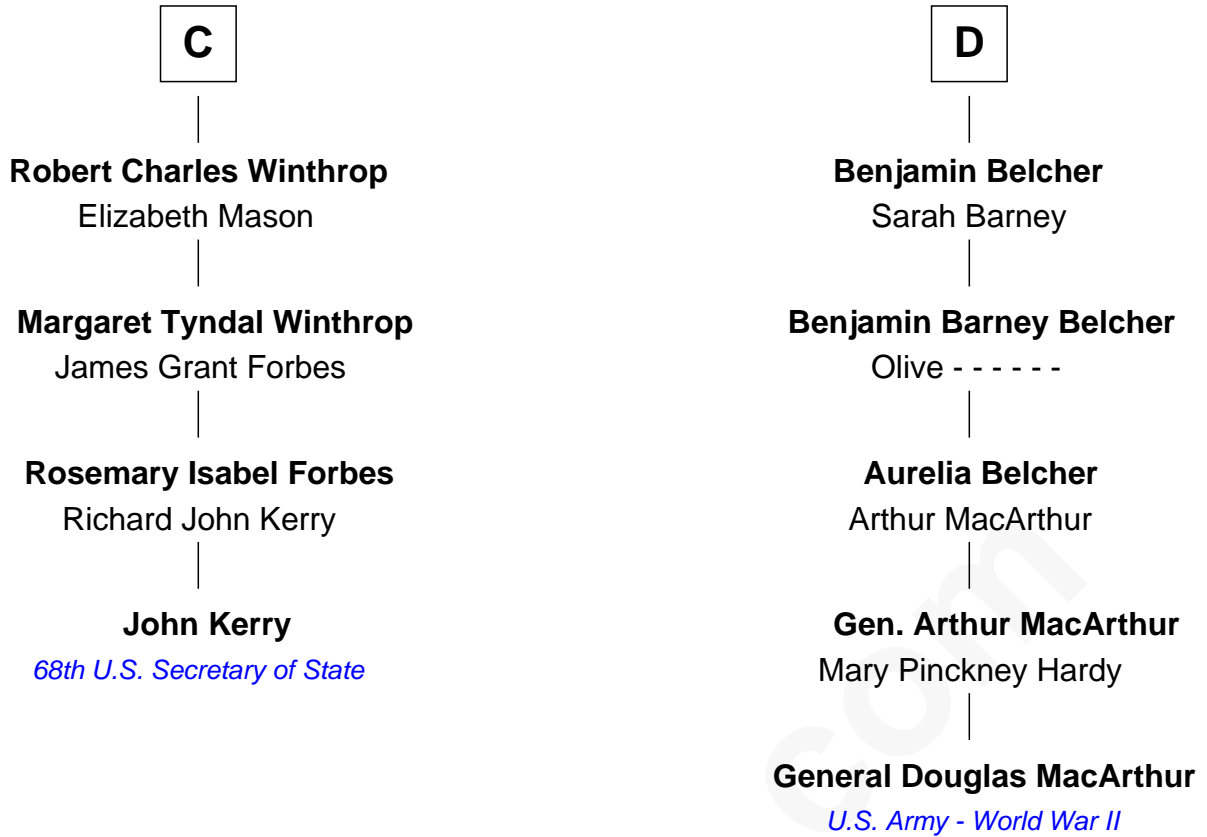 C
Robert Charles Winthrop
Elizabeth Mason
Margaret Tyndal Winthrop
James Grant Forbes
Rosemary Isabel Forbes
Richard John Kerry
John Kerry
68th U.S. Secretary of State
D
Benjamin Belcher
Sarah Barney
Benjamin Barney Belcher
Olive - - - - - -
Aurelia Belcher
Arthur MacArthur
Gen. Arthur MacArthur
Mary Pinckney Hardy
General Douglas MacArthur
U.S. Army - World War II
com